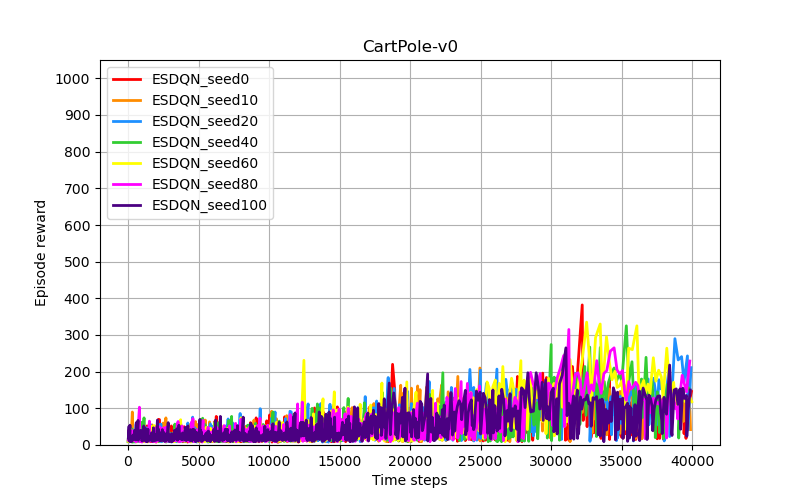 CartPole-v0
1000
900
800
700
600
500
400
300
200
100
0
Episode reward
ESDQN_seed0
ESDQN_seed10
ESDQN_seed20
ESDQN_seed40
ESDQN_seed60
ESDQN_seed80
ESDQN_seed100
0 5000 10000 15000 20000 25000 30000 35000 40000
Time steps